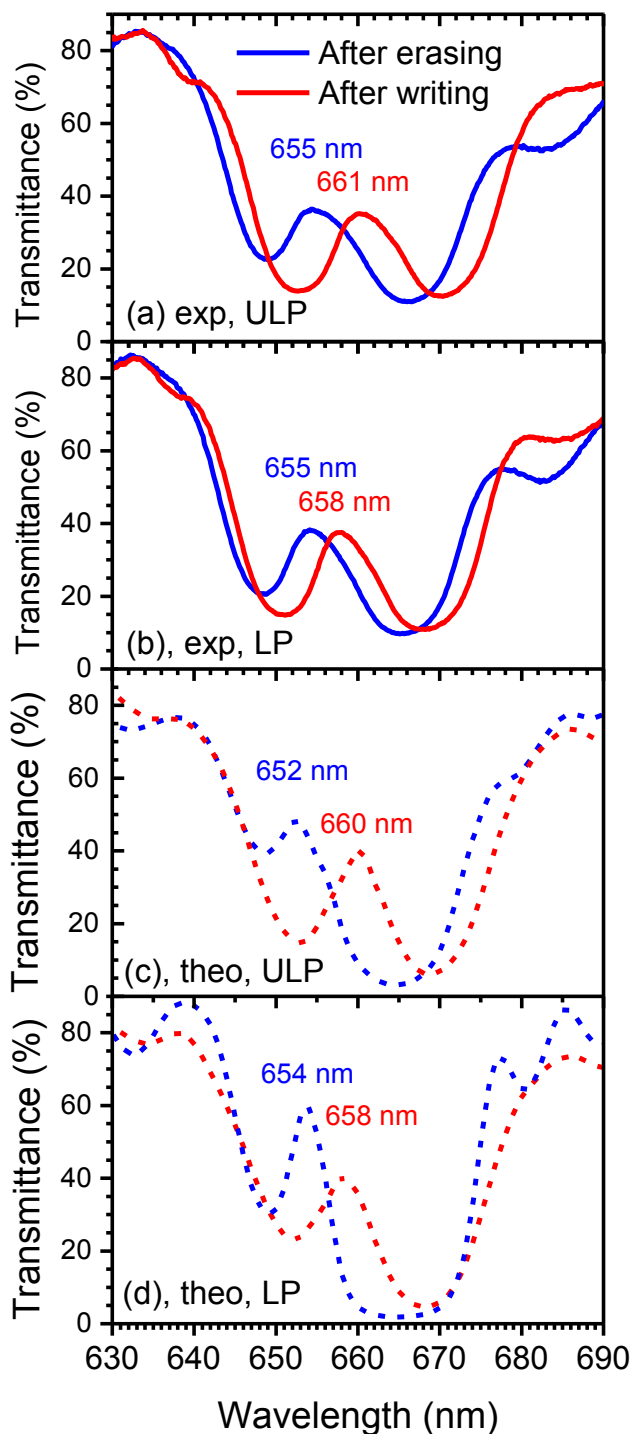 Transmittance (%)
80
60
40
20
0
After erasing
After writing
655 nm
661 nm
(a) exp, ULP
Transmittance (%)
80
60
40
20
0
655 nm
658 nm
(b), exp, LP
Transmittance (%)
80
60
40
20
0
652 nm
660 nm
(c), theo, ULP
Transmittance (%)
80
60
40
20
0
654 nm
658 nm
(d), theo, LP
630 640 650 660 670 680 690
Wavelength (nm)